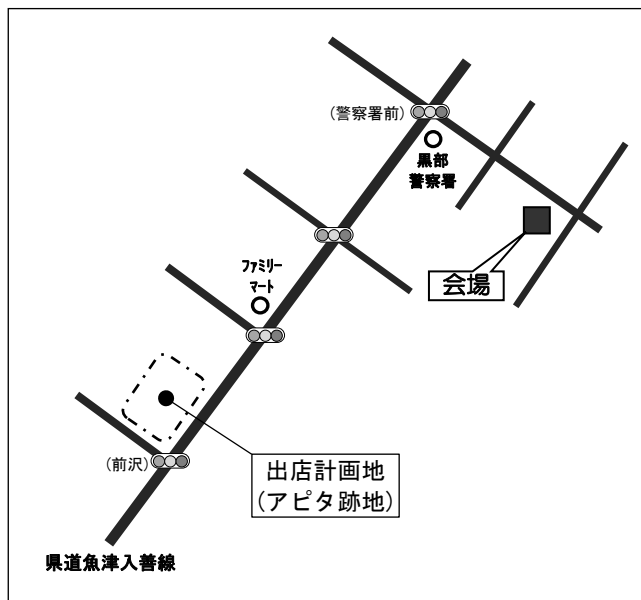 (警察署前)
黒部
警察署
ファミリー
マート
会場
(前沢)
出店計画地
(アピタ跡地)
県道魚津入善線